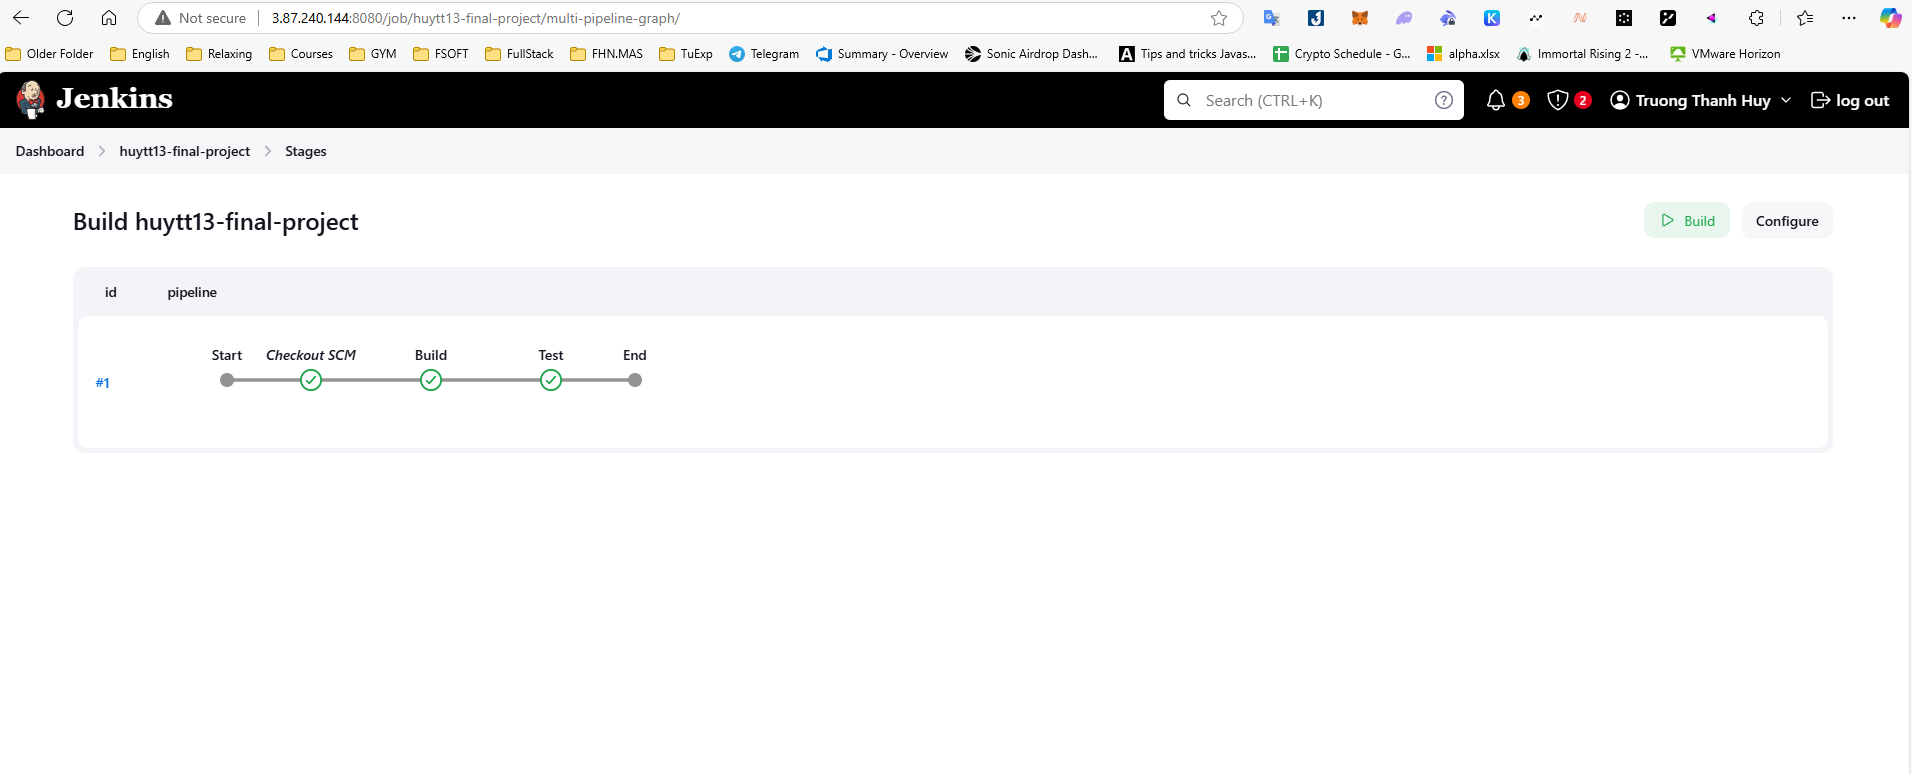 Not secure 3.87.240.144:8080/job/huytt13-final-project/multi-pipeline-graph/
Older Folder English Relaxing Courses GYM FSOFT FullStack FHN.MAS TuExp Telegram Summary - Overview Sonic Airdrop Dash... Tips and tricks Javas... Crypto Schedule - G... alpha.xlsx Immortal Rising 2 -... VMware Horizon
Jenkins Search (CTRL+K) 3 2 Truong Thanh Huy log out
Dashboard huytt13-final-project Stages
Build huytt13-final-project Build Configure
id pipeline
Start Checkout SCM Build Test End
#1